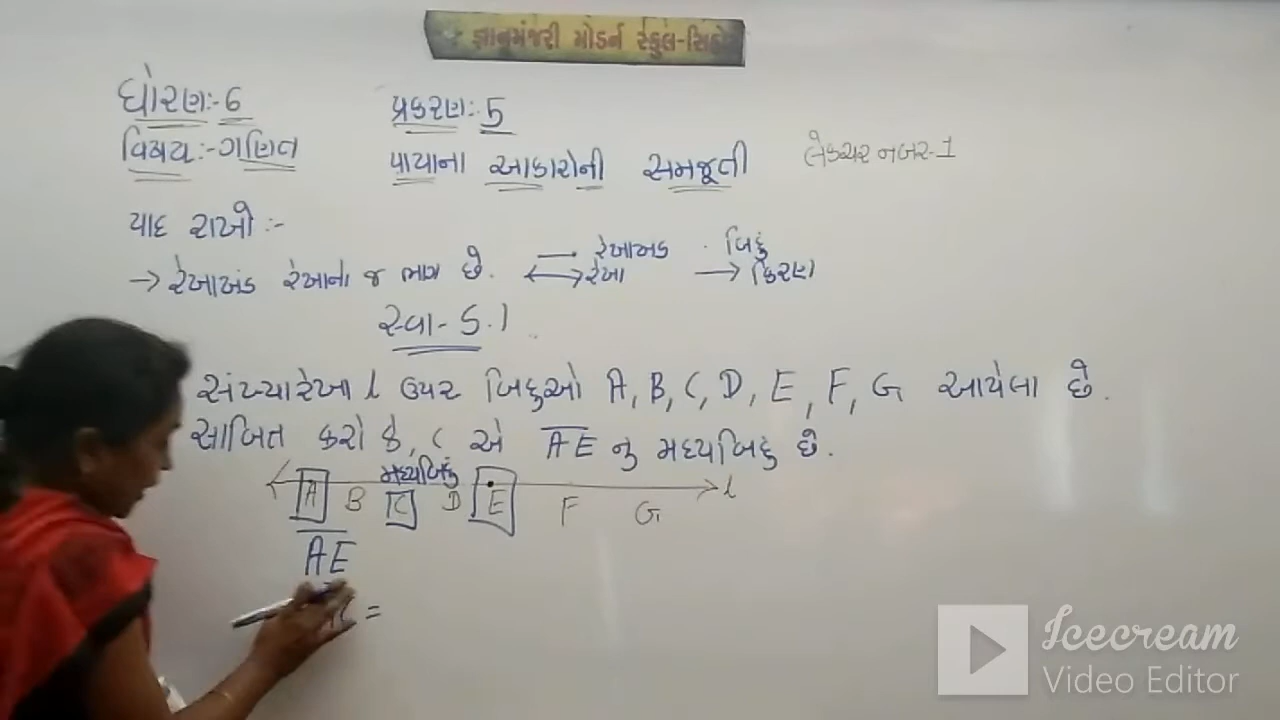 જ્ઞાનમંજરી મોડર્ન સ્કુલ-સિહોર
ધોરણ:-6
પ્રકરણ: 5
વિષય:-ગણિત
પાયાના આકારોની સમજૂતી
લેક્ચર નબર-1
યાદ રાખો :-
→ રેખાખંડ રેખાનો જ ભાગ છે.
— રેખાખંડ . બિંદુ
↔ રેખા → કિરણ
સ્વા- 5.1
સંખ્યારેખા l ઉપર બિંદુઓ A, B, C, D, E, F, G આવેલા છે.
સાબિત કરો કે, C એ AE નુ મધ્યબિંદુ છે.
મધ્યબિંદુ
A B C D E F G l
AE
=
Icecream
Video Editor